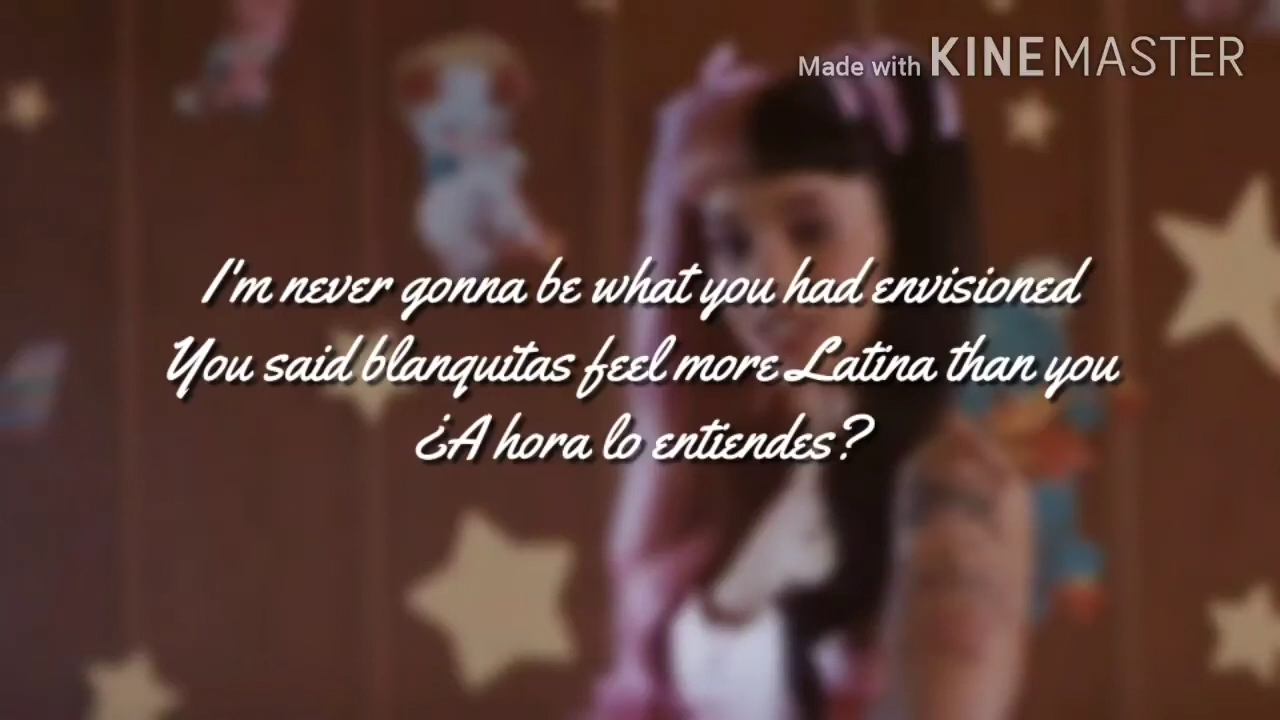 Made with KINEMASTER
I'm never gonna be what you had envisioned
You said blanquitas feel more Latina than you
¿A hora lo entiendes?